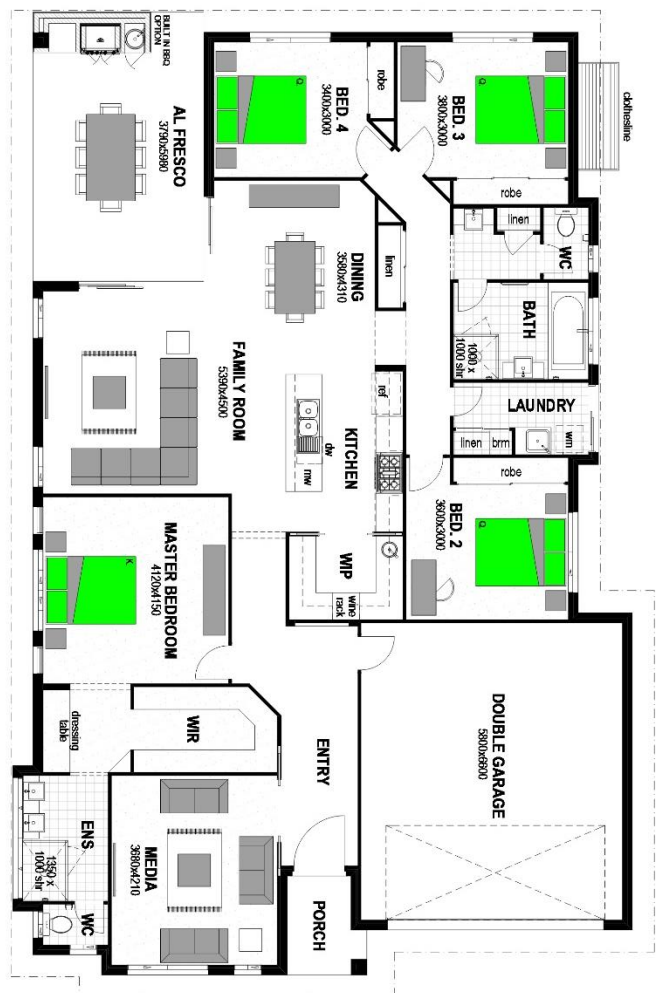 BUILT IN BBQ
OPTION
AL FRESCO
3790x5980
BED. 4
3400x3000
robe
BED. 3
3800x3000
robe
clothesline
Q
Q
linen
WC
linen
DINING
3580x4310
BATH
1000 x
1000 shr
FAMILY ROOM
5390x4500
ref
KITCHEN
dw
mw
LAUNDRY
linen
brm
wm
robe
BED. 2
3600x3000
Q
MASTER BEDROOM
4120x4150
K
WIP
wine
rack
dressing
table
WIR
ENTRY
DOUBLE GARAGE
5800x6600
ENS
1350 x
1000 shr
WC
MEDIA
3680x4210
PORCH